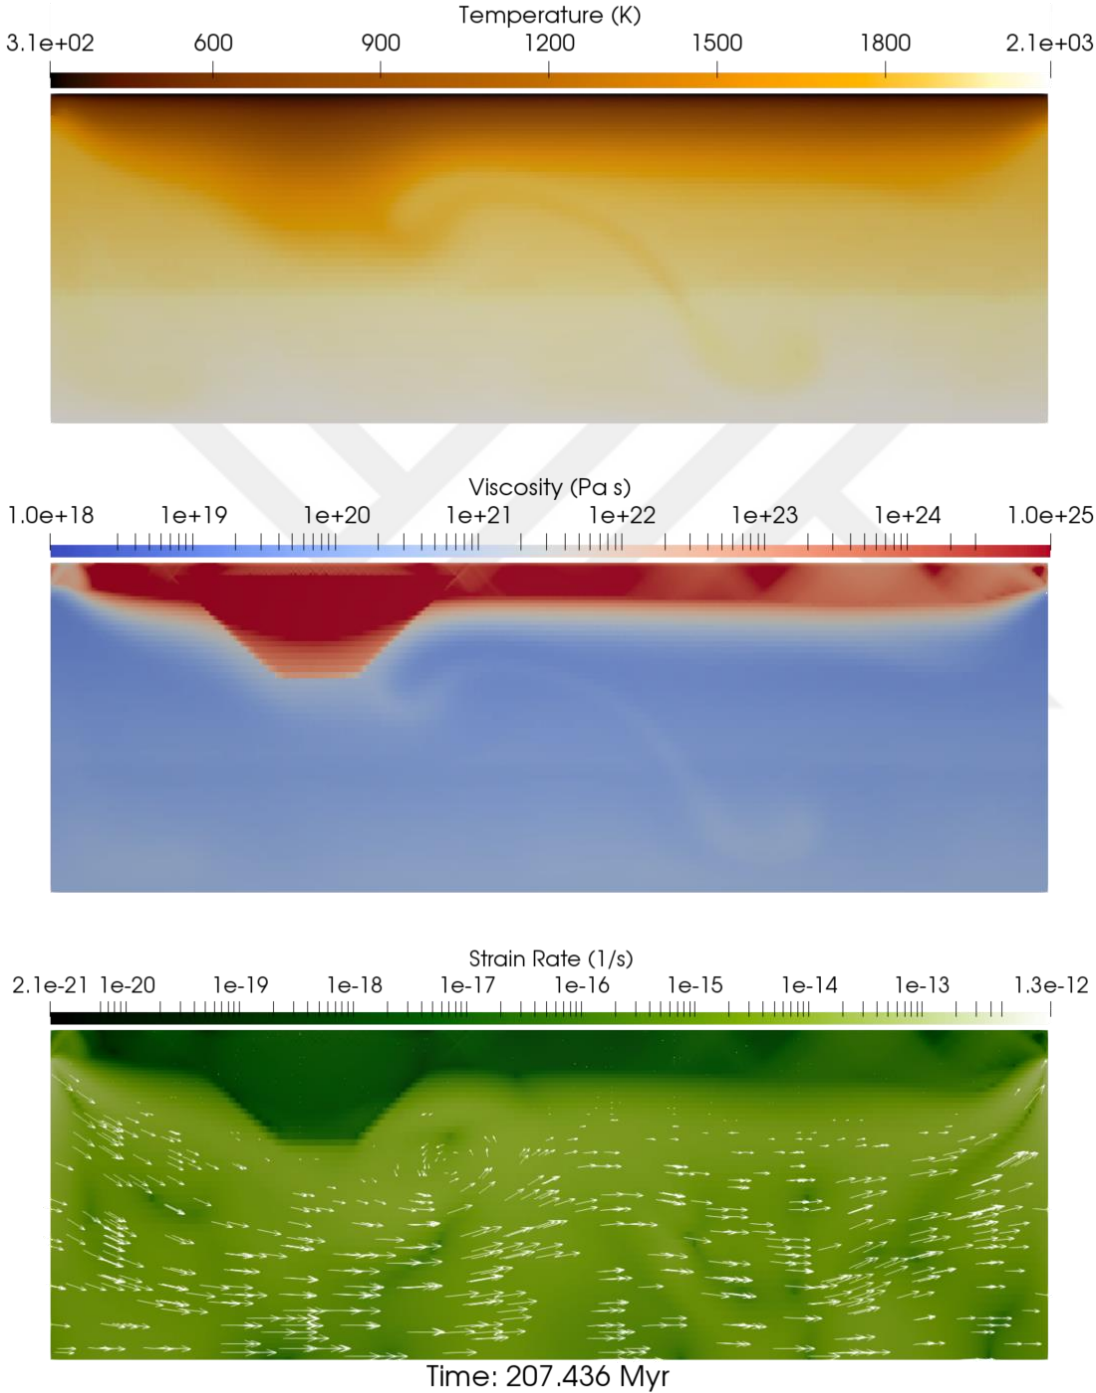 Temperature (K)
3.1e+02 600 900 1200 1500 1800 2.1e+03
Viscosity (Pa s)
1.0e+18 1e+19 1e+20 1e+21 1e+22 1e+23 1e+24 1.0e+25
Strain Rate (1/s)
2.1e-21 1e-20 1e-19 1e-18 1e-17 1e-16 1e-15 1e-14 1e-13 1.3e-12
Time: 207.436 Myr